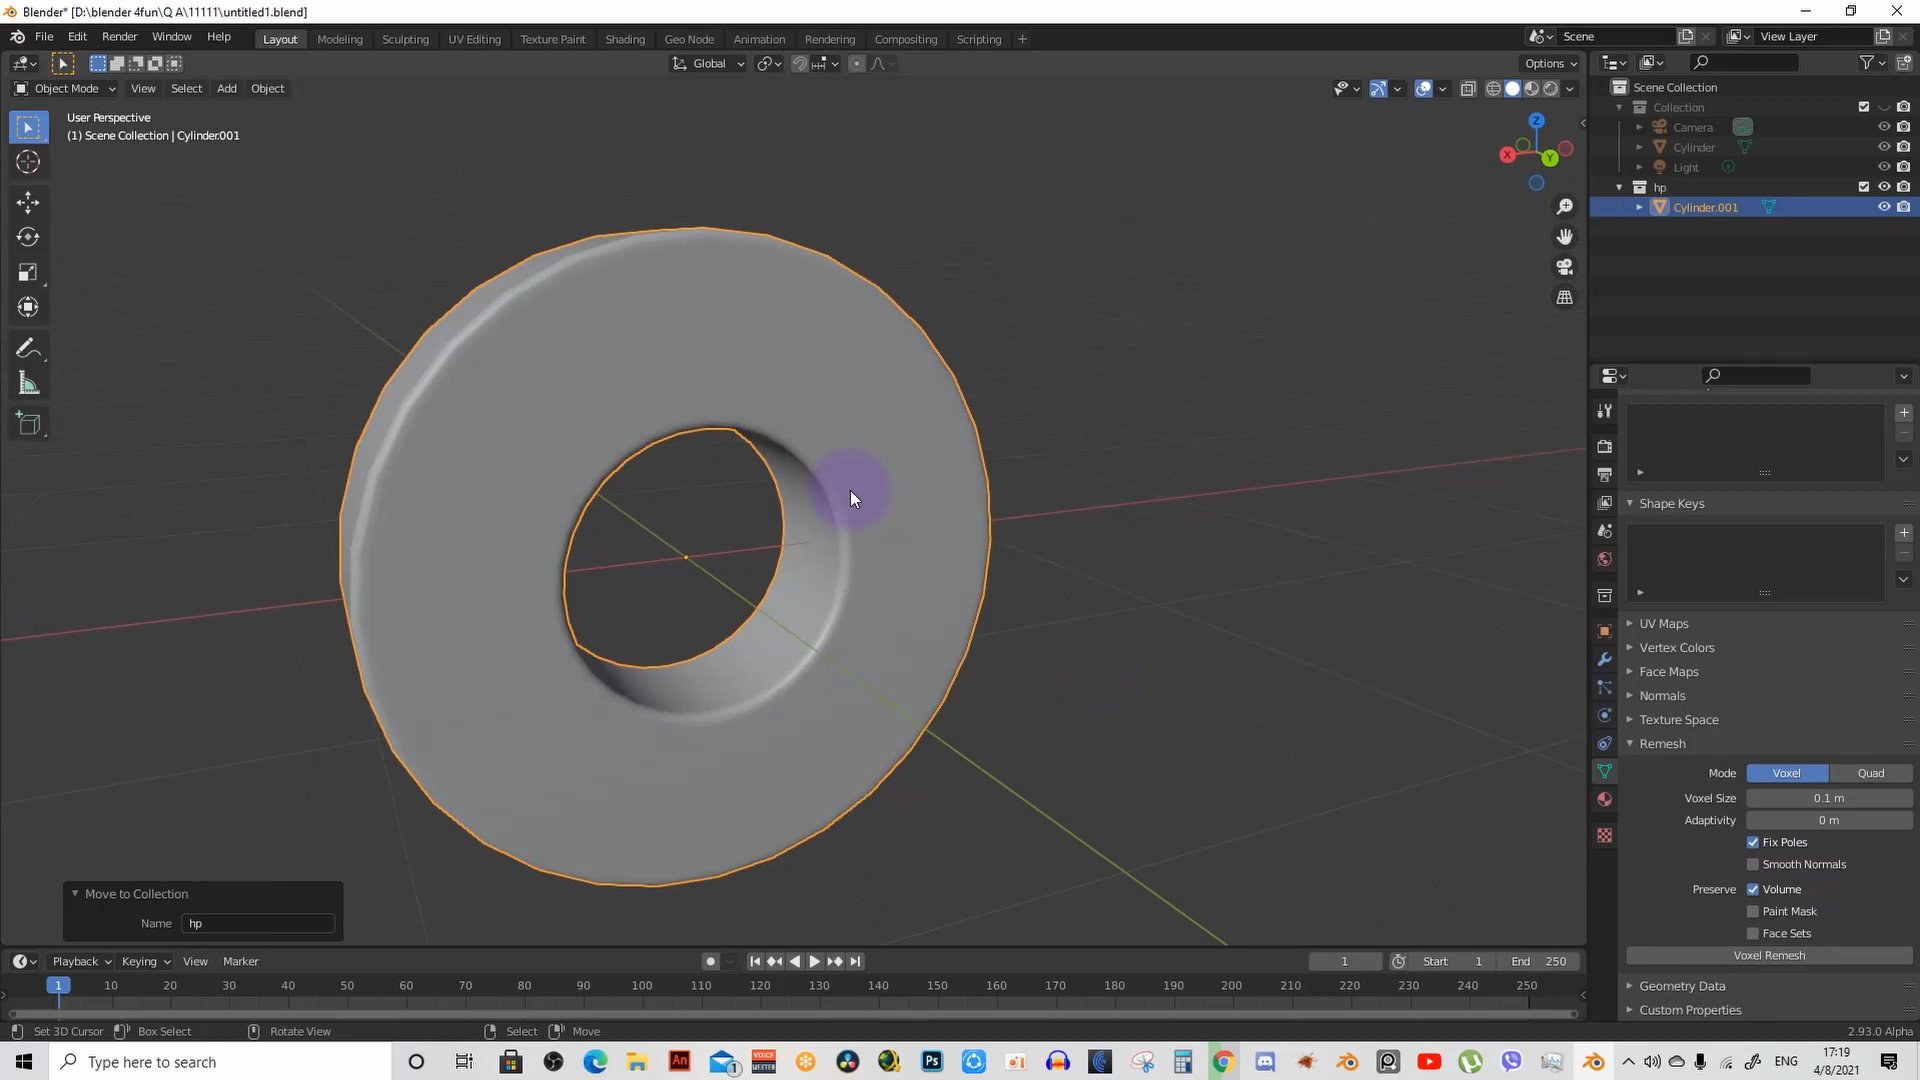 Blender* [D:\blender 4fun\Q A\11111\untitled1.blend]
File Edit Render Window Help
Layout Modeling Sculpting UV Editing Texture Paint Shading Geo Node Animation Rendering Compositing Scripting
Scene
View Layer
Global
Options
Object Mode View Select Add Object
User Perspective
(1) Scene Collection | Cylinder.001
Z
X
Y
Scene Collection
Collection
Camera
Cylinder
Light
hp
Cylinder.001
Shape Keys
UV Maps
Vertex Colors
Face Maps
Normals
Texture Space
Remesh
Mode Voxel Quad
Voxel Size 0.1 m
Adaptivity 0 m
Fix Poles
Smooth Normals
Preserve Volume
Paint Mask
Face Sets
Voxel Remesh
Geometry Data
Custom Properties
Move to Collection
Name hp
Playback Keying View Marker
1 Start 1 End 250
1 10 20 30 40 50 60 70 80 90 100 110 120 130 140 150 160 170 180 190 200 210 220 230 240 250
Set 3D Cursor Box Select Rotate View Select Move
2.93.0 Alpha
Type here to search
An
1
VOICE
MEETER
Ps
ai
ENG
17:19
4/8/2021